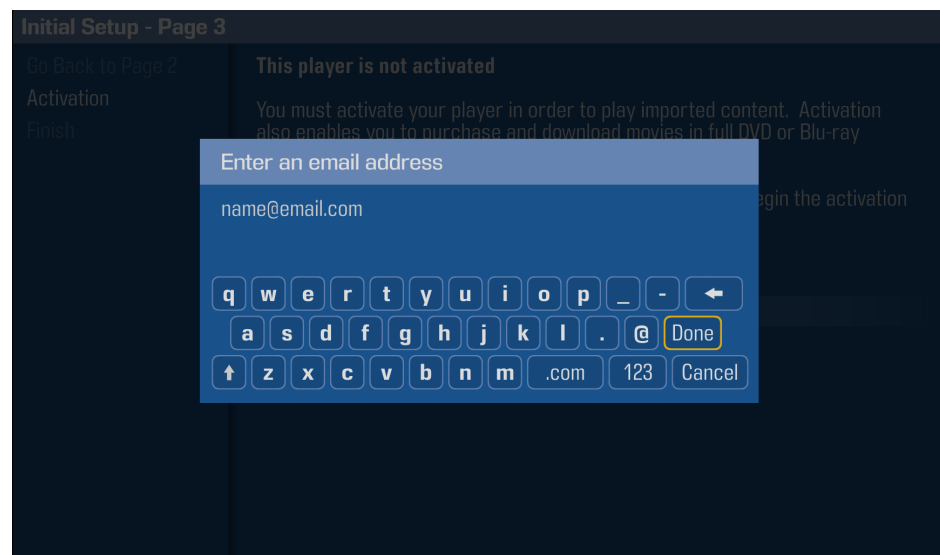 Initial Setup - Page 3
Go Back to Page 2
Activation
Finish
This player is not activated
You must activate your player in order to play imported content. Activation
also enables you to purchase and download movies in full DVD or Blu-ray
egin the activation
Enter an email address
name@email.com
q w e r t y u i o p _ - ←
a s d f g h j k l . @ Done
↑ z x c v b n m .com 123 Cancel